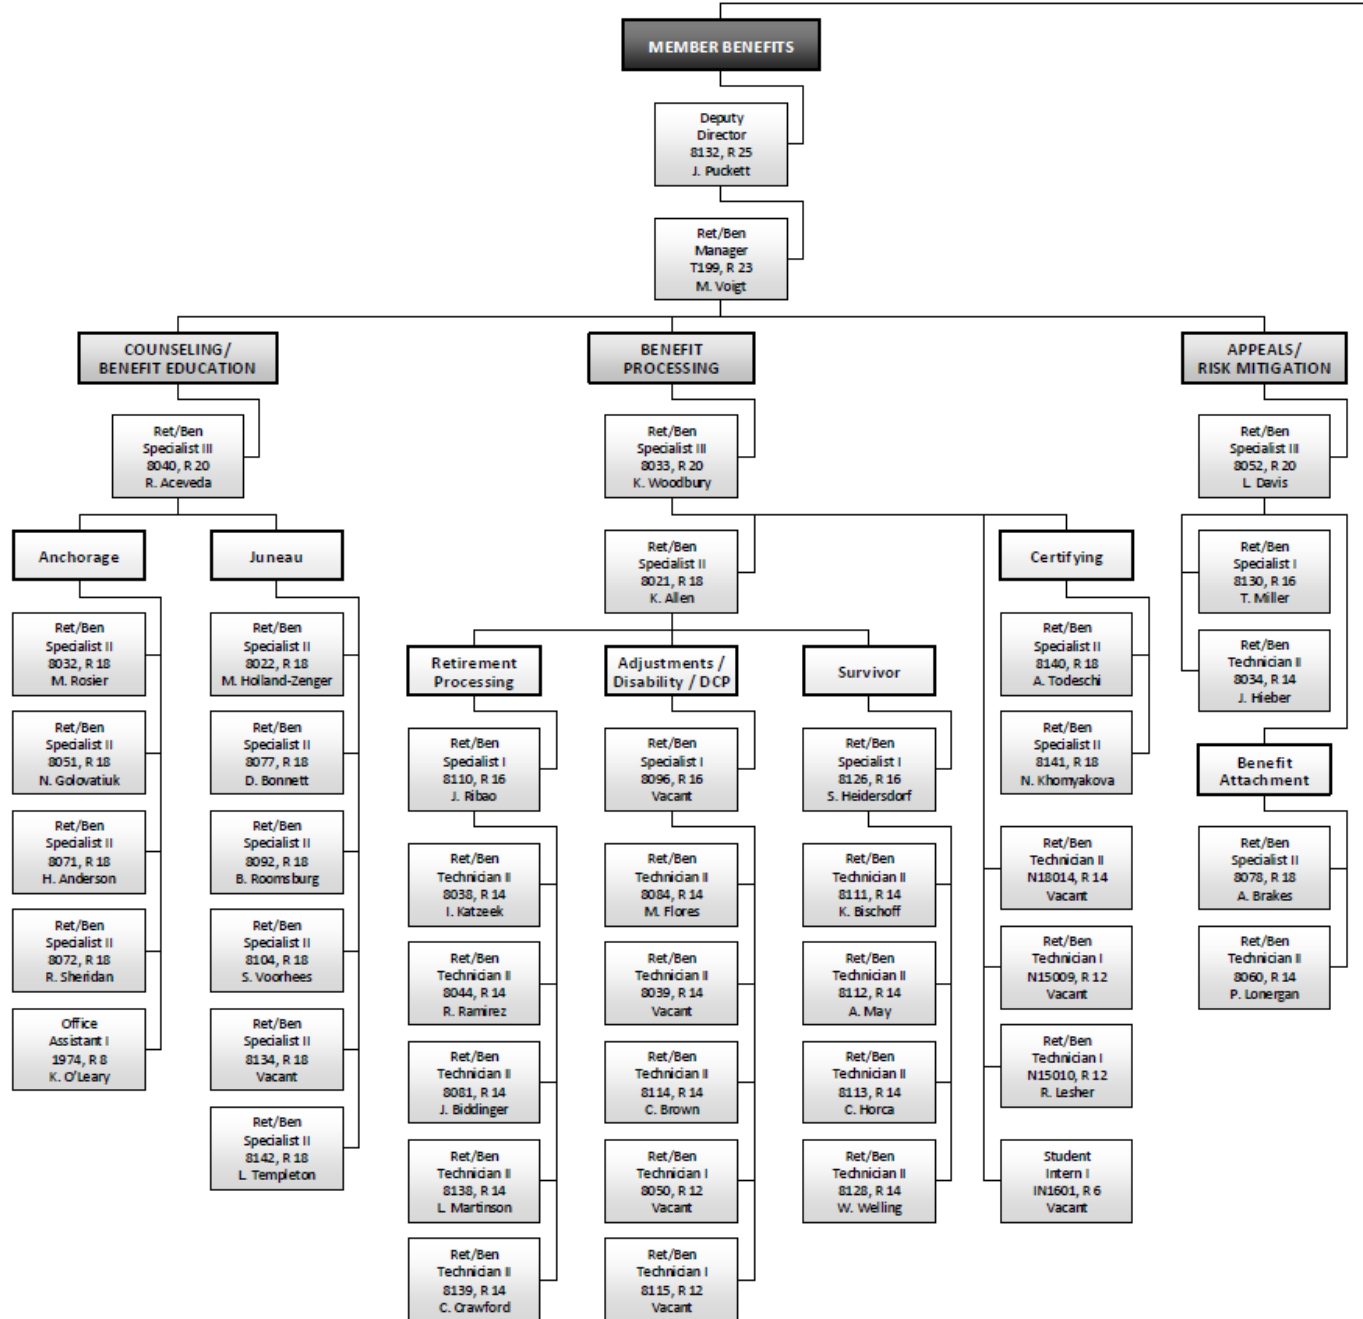 MEMBER BENEFITS
Deputy
Director
8132, R 25
J. Puckett
Ret/Ben
Manager
T199, R 23
M. Voigt
COUNSELING/
BENEFIT EDUCATION
Ret/Ben
Specialist III
8040, R 20
R. Aceveda
Anchorage
Ret/Ben
Specialist II
8032, R 18
M. Rosier
Ret/Ben
Specialist II
8051, R 18
N. Golovatiuk
Ret/Ben
Specialist II
8071, R 18
H. Anderson
Ret/Ben
Specialist II
8072, R 18
R. Sheridan
Office
Assistant I
1974, R 8
K. O'Leary
Juneau
Ret/Ben
Specialist II
8022, R 18
M. Holland-Zenger
Ret/Ben
Specialist II
8077, R 18
D. Bonnett
Ret/Ben
Specialist II
8092, R 18
B. Roomsburg
Ret/Ben
Specialist II
8104, R 18
S. Voorhees
Ret/Ben
Specialist II
8134, R 18
Vacant
Ret/Ben
Specialist II
8142, R 18
L. Templeton
BENEFIT
PROCESSING
Ret/Ben
Specialist III
8033, R 20
K. Woodbury
Ret/Ben
Specialist II
8021, R 18
K. Allen
Retirement
Processing
Ret/Ben
Specialist I
8110, R 16
J. Ribao
Ret/Ben
Technician II
8038, R 14
I. Katzeek
Ret/Ben
Technician II
8044, R 14
R. Ramirez
Ret/Ben
Technician II
8081, R 14
J. Biddinger
Ret/Ben
Technician II
8138, R 14
L. Martinson
Ret/Ben
Technician II
8139, R 14
C. Crawford
Adjustments /
Disability / DCP
Ret/Ben
Specialist I
8096, R 16
Vacant
Ret/Ben
Technician II
8084, R 14
M. Flores
Ret/Ben
Technician II
8039, R 14
Vacant
Ret/Ben
Technician II
8114, R 14
C. Brown
Ret/Ben
Technician I
8050, R 12
Vacant
Ret/Ben
Technician I
8115, R 12
Vacant
Survivor
Ret/Ben
Specialist I
8126, R 16
S. Heidersdorf
Ret/Ben
Technician II
8111, R 14
K. Bischoff
Ret/Ben
Technician II
8112, R 14
A. May
Ret/Ben
Technician II
8113, R 14
C. Horca
Ret/Ben
Technician II
8128, R 14
W. Welling
Certifying
Ret/Ben
Specialist II
8140, R 18
A. Todeschi
Ret/Ben
Specialist II
8141, R 18
N. Khomyakova
Ret/Ben
Technician II
N18014, R 14
Vacant
Ret/Ben
Technician I
N15009, R 12
Vacant
Ret/Ben
Technician I
N15010, R 12
R. Lesher
Student
Intern I
IN1601, R 6
Vacant
APPEALS/
RISK MITIGATION
Ret/Ben
Specialist III
8052, R 20
L. Davis
Ret/Ben
Specialist I
8130, R 16
T. Miller
Ret/Ben
Technician II
8034, R 14
J. Hieber
Benefit
Attachment
Ret/Ben
Specialist II
8078, R 18
A. Brakes
Ret/Ben
Technician II
8060, R 14
P. Lonergan